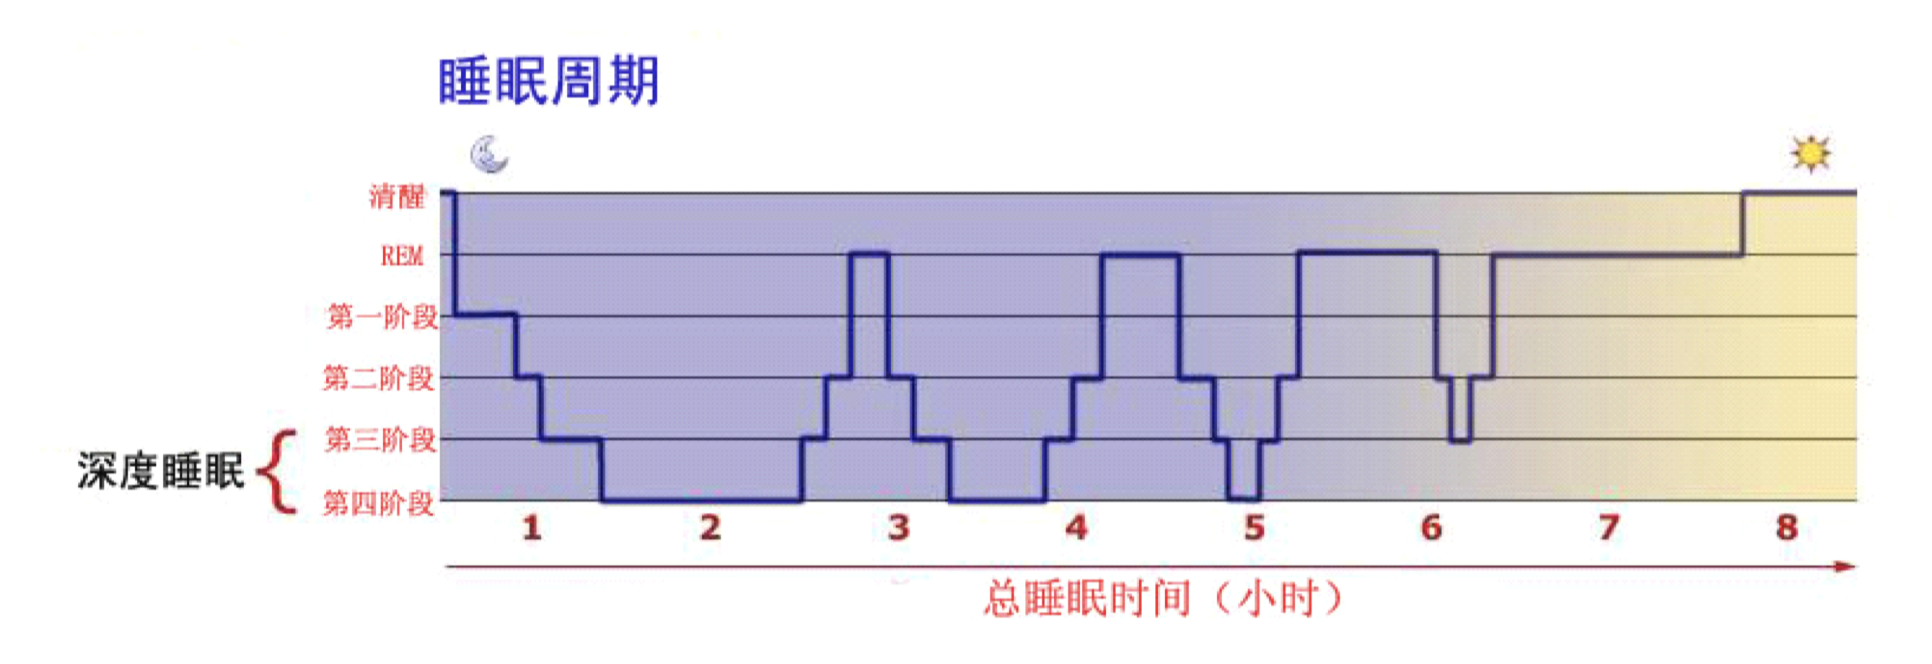 睡眠周期
清醒
REM
第一阶段
第二阶段
第三阶段
深度睡眠
第四阶段
1 2 3 4 5 6 7 8
总睡眠时间（小时）